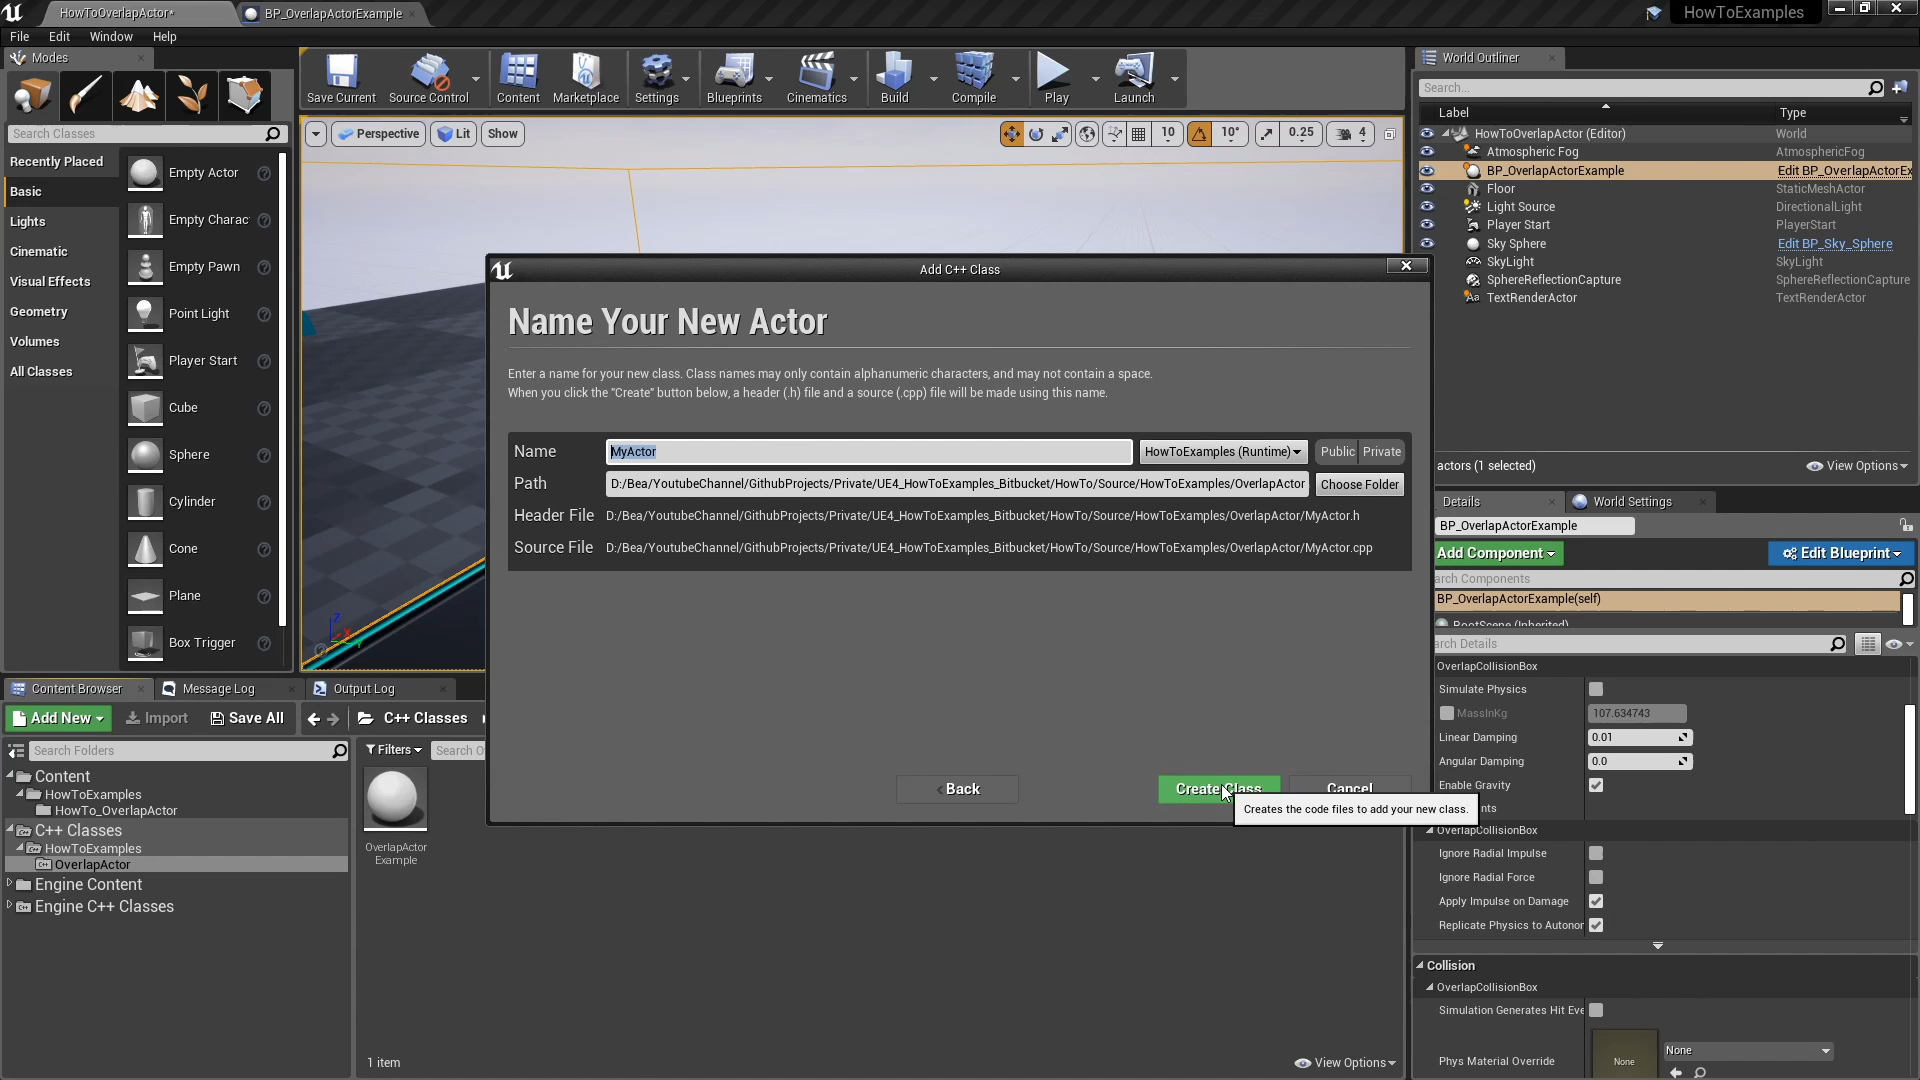 HowToOverlapActor*
BP_OverlapActorExample
HowToExamples
File Edit Window Help
Modes
Search Classes
Recently Placed
Basic
Lights
Cinematic
Visual Effects
Geometry
Volumes
All Classes
Empty Actor
Empty Charac
Empty Pawn
Point Light
Player Start
Cube
Sphere
Cylinder
Cone
Plane
Box Trigger
Save Current
Source Control
Content
Marketplace
Settings
Blueprints
Cinematics
Build
Compile
Play
Launch
Perspective
Lit
Show
10
10°
0.25
4
World Outliner
Search...
Label Type
HowToOverlapActor (Editor) World
Atmospheric Fog AtmosphericFog
BP_OverlapActorExample Edit BP_OverlapActorEx
Floor StaticMeshActor
Light Source DirectionalLight
Player Start PlayerStart
Sky Sphere Edit BP_Sky_Sphere
SkyLight SkyLight
SphereReflectionCapture SphereReflectionCapture
TextRenderActor TextRenderActor
actors (1 selected)
View Options
Add C++ Class
Name Your New Actor
Enter a name for your new class. Class names may only contain alphanumeric characters, and may not contain a space.
When you click the "Create" button below, a header (.h) file and a source (.cpp) file will be made using this name.
Name MyActor HowToExamples (Runtime) Public Private
Path D:/Bea/YoutubeChannel/GithubProjects/Private/UE4_HowToExamples_Bitbucket/HowTo/Source/HowToExamples/OverlapActor Choose Folder
Header File D:/Bea/YoutubeChannel/GithubProjects/Private/UE4_HowToExamples_Bitbucket/HowTo/Source/HowToExamples/OverlapActor/MyActor.h
Source File D:/Bea/YoutubeChannel/GithubProjects/Private/UE4_HowToExamples_Bitbucket/HowTo/Source/HowToExamples/OverlapActor/MyActor.cpp
Back
Create Class
Cancel
Creates the code files to add your new class.
Details
World Settings
BP_OverlapActorExample
Add Component
Edit Blueprint
arch Components
BP_OverlapActorExample(self)
RootScene (Inherited)
arch Details
OverlapCollisionBox
Simulate Physics
MassInKg 107.634743
Linear Damping 0.01
Angular Damping 0.0
Enable Gravity
nts
OverlapCollisionBox
Ignore Radial Impulse
Ignore Radial Force
Apply Impulse on Damage
Replicate Physics to Autonor
Collision
OverlapCollisionBox
Simulation Generates Hit Eve
Phys Material Override
None
None
Content Browser
Message Log
Output Log
Add New
Import
Save All
C++ Classes
Search Folders
Filters
Search O
Content
HowToExamples
HowTo_OverlapActor
C++ Classes
HowToExamples
OverlapActor
Engine Content
Engine C++ Classes
OverlapActor
Example
1 item
View Options